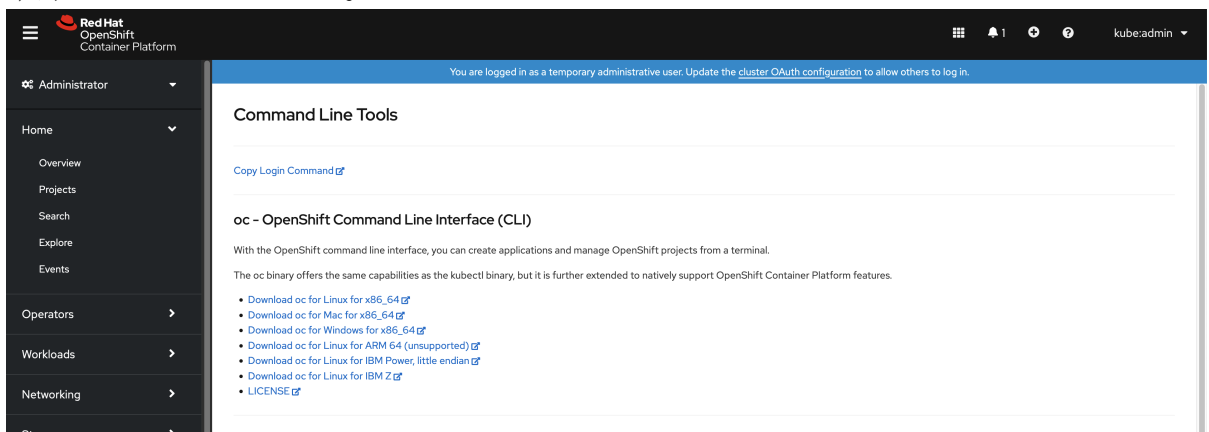 Red Hat
OpenShift
Container Platform
1
kube:admin
Administrator
You are logged in as a temporary administrative user. Update the cluster OAuth configuration to allow others to log in.
Home
Overview
Projects
Search
Explore
Events
Operators
Workloads
Networking
Command Line Tools
Copy Login Command
oc - OpenShift Command Line Interface (CLI)
With the OpenShift command line interface, you can create applications and manage OpenShift projects from a terminal.
The oc binary offers the same capabilities as the kubectl binary, but it is further extended to natively support OpenShift Container Platform features.
• Download oc for Linux for x86_64
• Download oc for Mac for x86_64
• Download oc for Windows for x86_64
• Download oc for Linux for ARM 64 (unsupported)
• Download oc for Linux for IBM Power, little endian
• Download oc for Linux for IBM Z
• LICENSE